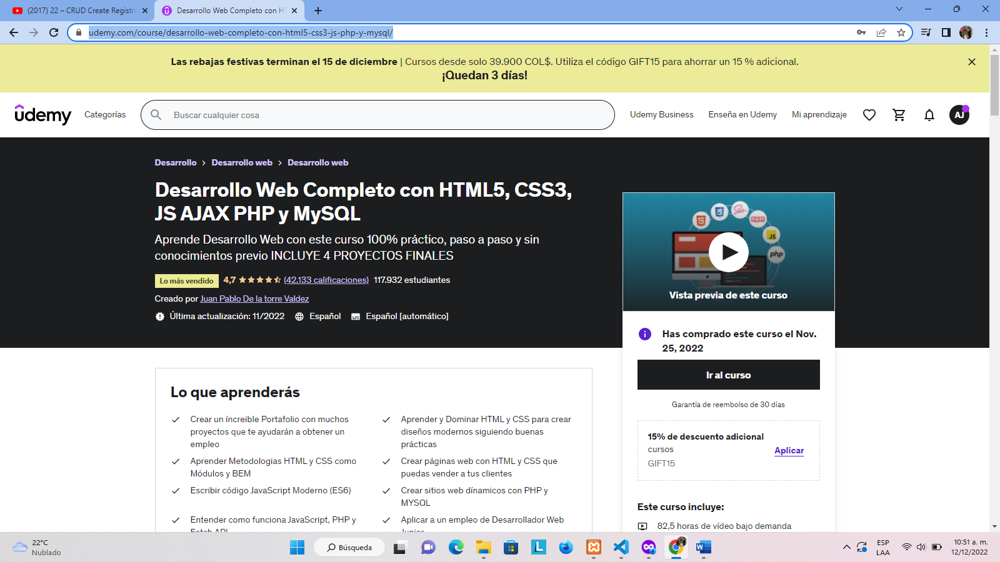 (2017) 22 – CRUD Create Registro
Desarrollo Web Completo con HT
udemy.com/course/desarrollo-web-completo-con-html5-css3-js-php-y-mysql/
Las rebajas festivas terminan el 15 de diciembre | Cursos desde solo 39.900 COL$. Utiliza el código GIFT15 para ahorrar un 15 % adicional.
¡Quedan 3 días!
udemy
Categorías
Buscar cualquier cosa
Udemy Business
Enseña en Udemy
Mi aprendizaje
AJ
Desarrollo > Desarrollo web > Desarrollo web
Desarrollo Web Completo con HTML5, CSS3,
JS AJAX PHP y MySQL
Aprende Desarrollo Web con este curso 100% práctico, paso a paso y sin
conocimientos previo INCLUYE 4 PROYECTOS FINALES
Lo más vendido 4,7 (42.133 calificaciones) 117.932 estudiantes
Creado por Juan Pablo De la torre Valdez
Última actualización: 11/2022 Español Español [automático]
5
3
Sass
npm
JS
php
Vista previa de este curso
Has comprado este curso el Nov.
25, 2022
Ir al curso
Garantía de reembolso de 30 días
15% de descuento adicional
cursos
GIFT15
Aplicar
Este curso incluye:
82,5 horas de vídeo bajo demanda
Lo que aprenderás
Crear un íncreible Portafolio con muchos
proyectos que te ayudarán a obtener un
empleo
Aprender y Dominar HTML y CSS para crear
diseños modernos siguiendo buenas
prácticas
Aprender Metodologias HTML y CSS como
Módulos y BEM
Crear páginas web con HTML y CSS que
puedas vender a tus clientes
Escribir código JavaScript Moderno (ES6)
Crear sitios web dínamicos con PHP y
MYSQL
Entender como funciona JavaScript, PHP y
Fetch API
Aplicar a un empleo de Desarrollador Web
Junior
22°C
Nublado
Búsqueda
L
W
ESP
LAA
10:51 a. m.
12/12/2022